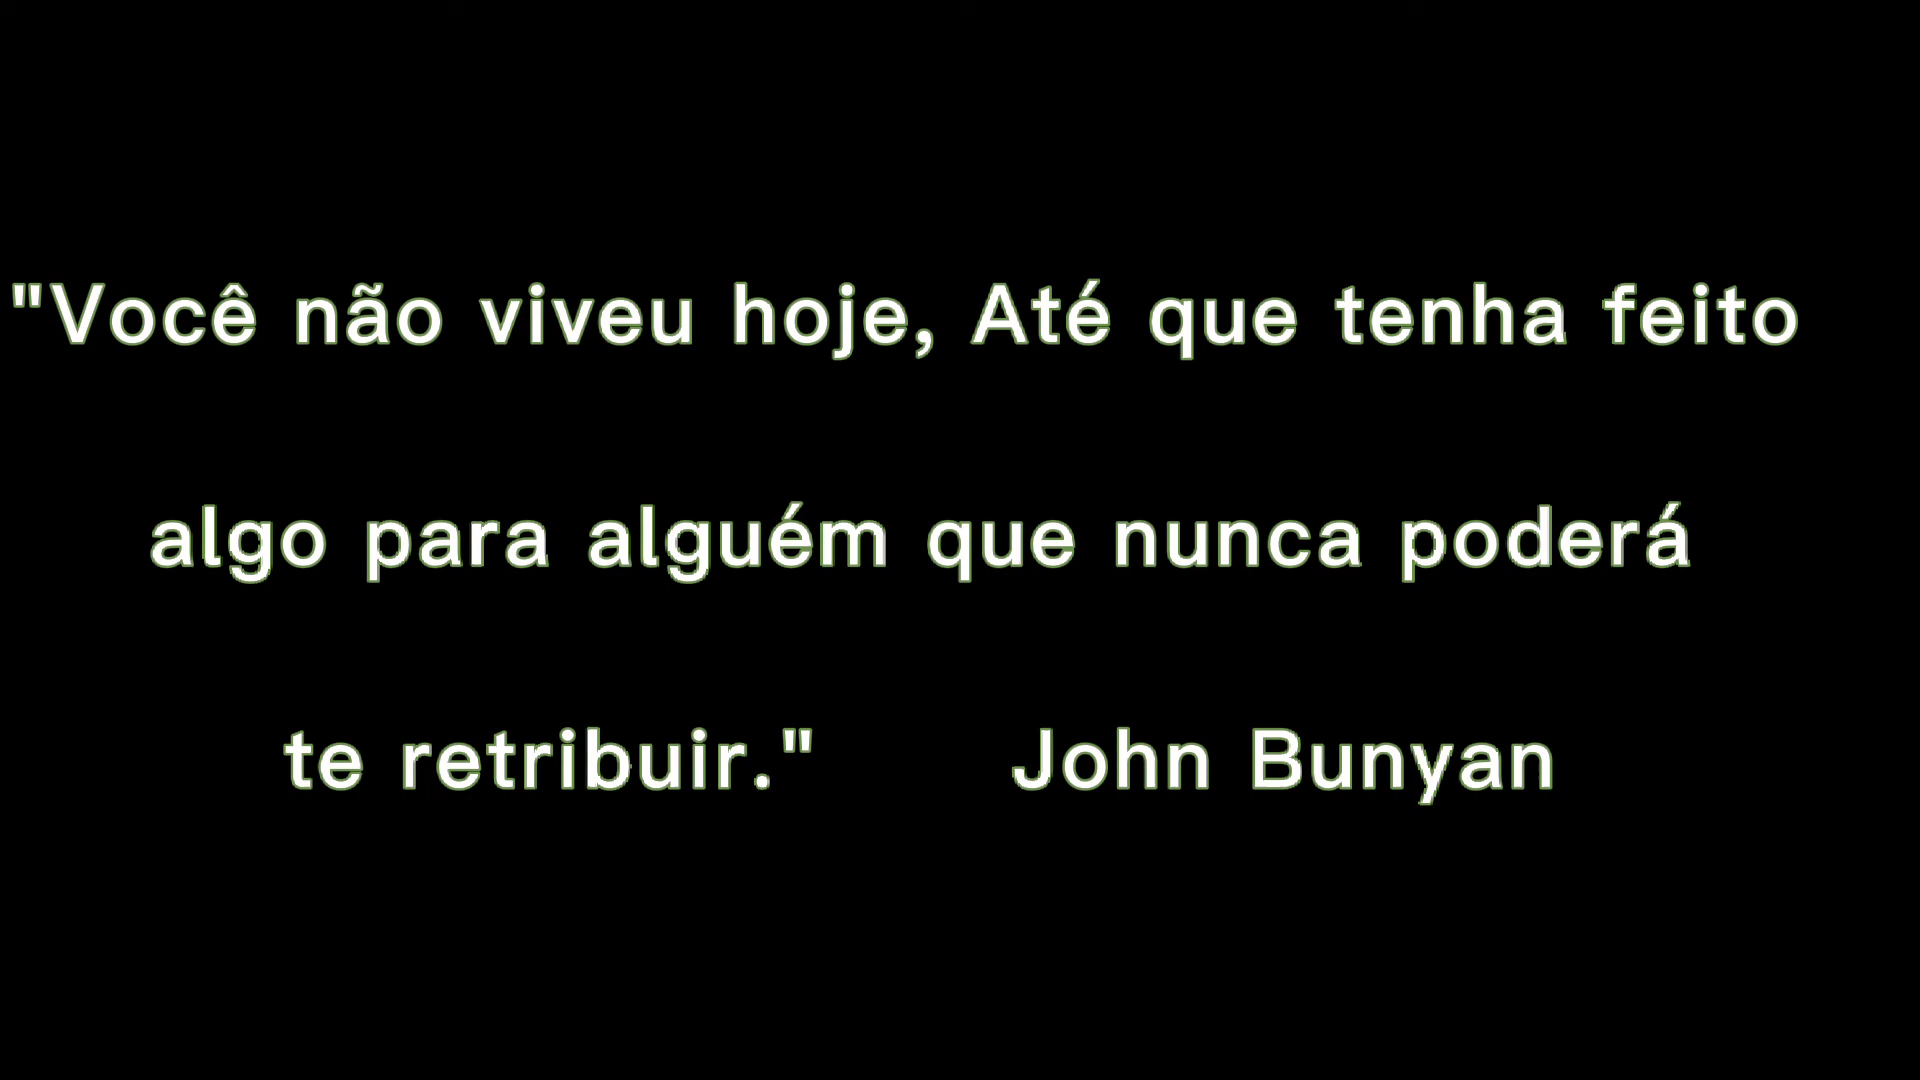 "Você não viveu hoje, Até que tenha feito
algo para alguém que nunca poderá
te retribuir." John Bunyan